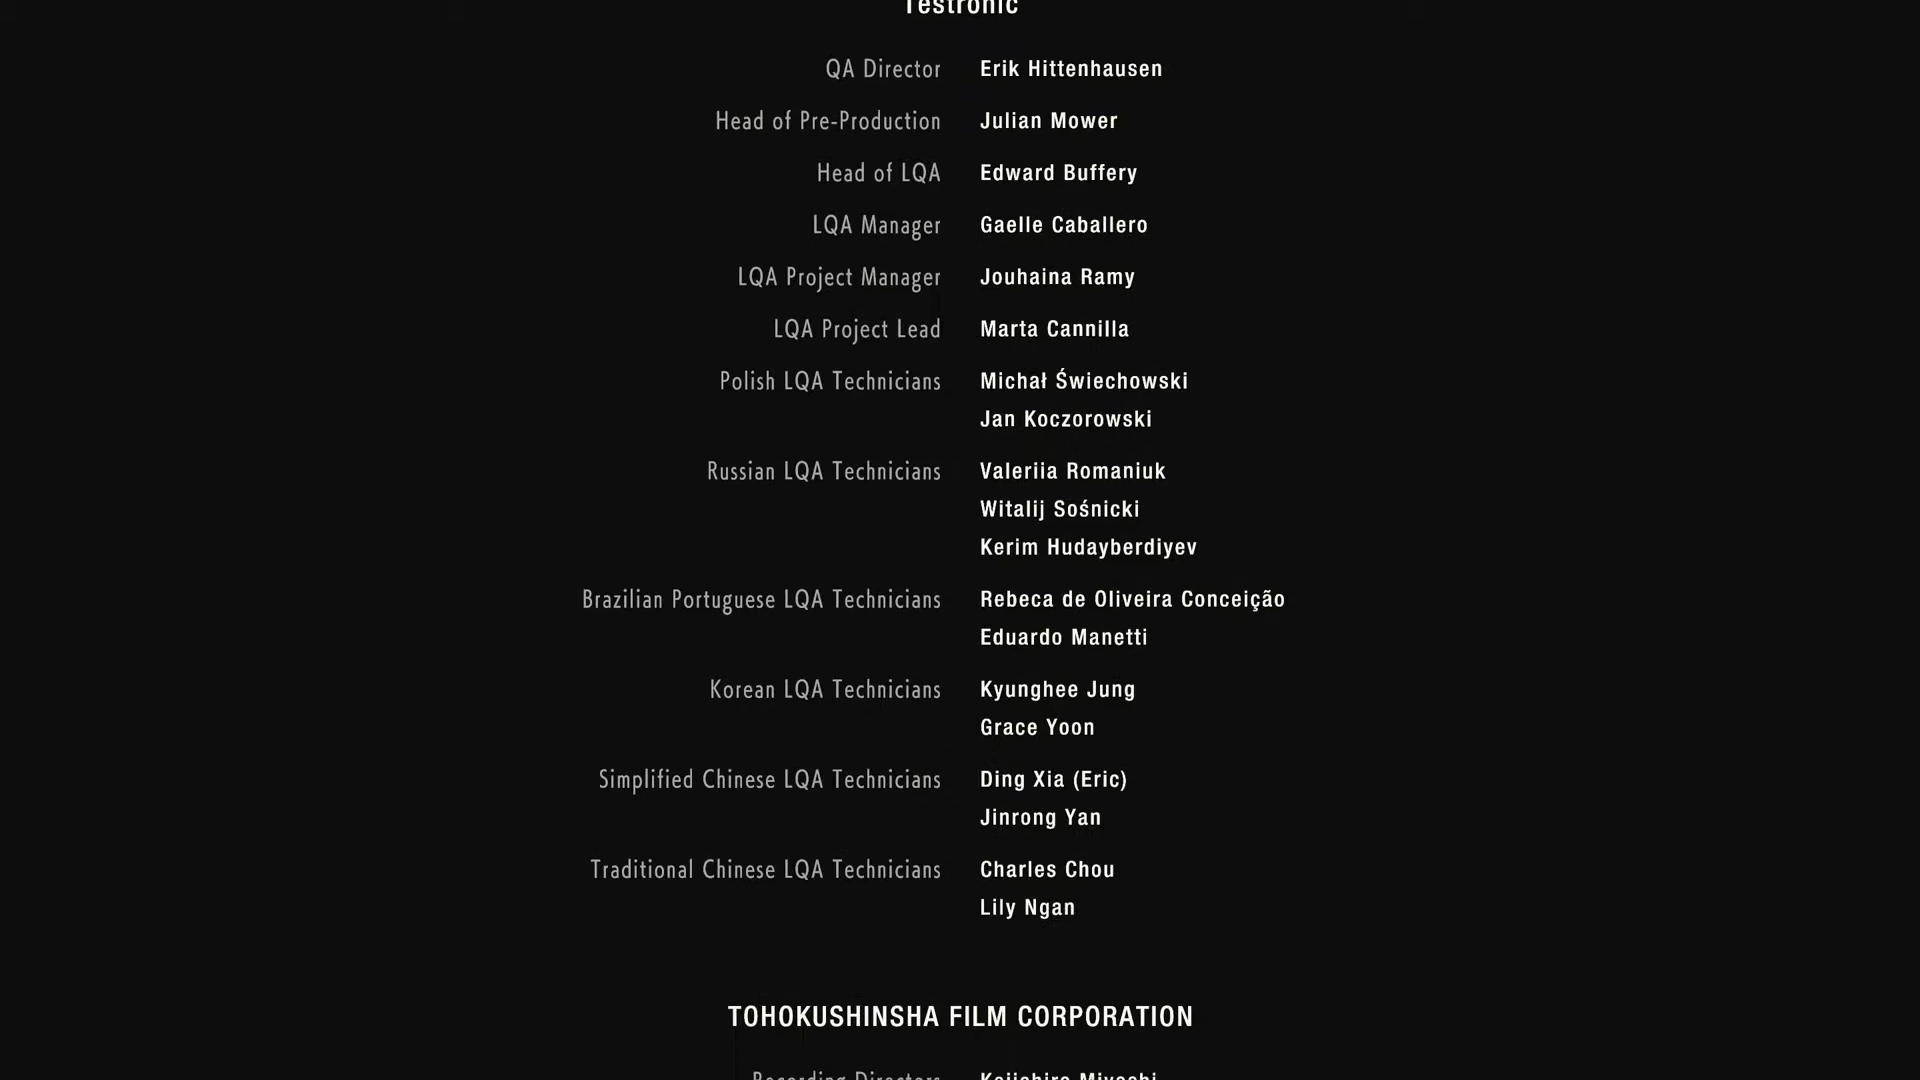 Testronic
QA Director Erik Hittenhausen
Head of Pre-Production Julian Mower
Head of LQA Edward Buffery
LQA Manager Gaelle Caballero
LQA Project Manager Jouhaina Ramy
LQA Project Lead Marta Cannilla
Polish LQA Technicians Michał Świechowski
Jan Koczorowski
Russian LQA Technicians Valeriia Romaniuk
Witalij Sośnicki
Kerim Hudayberdiyev
Brazilian Portuguese LQA Technicians Rebeca de Oliveira Conceição
Eduardo Manetti
Korean LQA Technicians Kyunghee Jung
Grace Yoon
Simplified Chinese LQA Technicians Ding Xia (Eric)
Jinrong Yan
Traditional Chinese LQA Technicians Charles Chou
Lily Ngan
TOHOKUSHINSHA FILM CORPORATION
Recording Directors